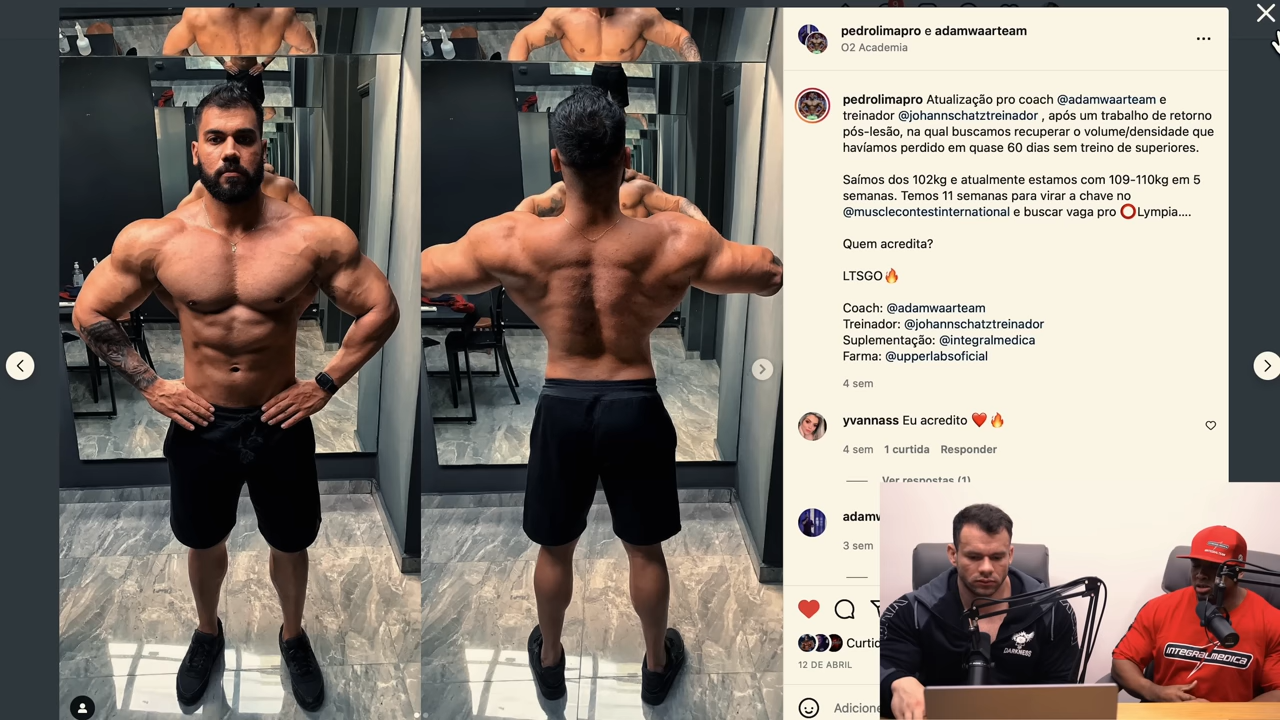 pedrolimapro e adamwaarteam
O2 Academia
pedrolimapro Atualização pro coach @adamwaarteam e
treinador @johannschatztreinador , após um trabalho de retorno
pós-lesão, na qual buscamos recuperar o volume/densidade que
havíamos perdido em quase 60 dias sem treino de superiores.
Saímos dos 102kg e atualmente estamos com 109-110kg em 5
semanas. Temos 11 semanas para virar a chave no
@musclecontestinternational e buscar vaga pro ⭕Lympia....
Quem acredita?
LTSGO🔥
Coach: @adamwaarteam
Treinador: @johannschatztreinador
Suplementação: @integralmedica
Farma: @upperlabsoficial
4 sem
yvannass Eu acredito ❤️🔥
4 sem 1 curtida Responder
Ver respostas (1)
adamw
3 sem
Curtid
12 DE ABRIL
Adicione
DARKNESS
INTEGRALMEDICA